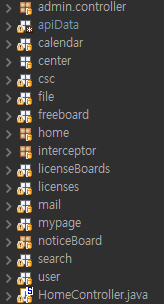 admin.controller
apiData
calendar
center
csc
file
freeboard
home
interceptor
licenseBoards
licenses
mail
mypage
noticeBoard
search
user
HomeController.java